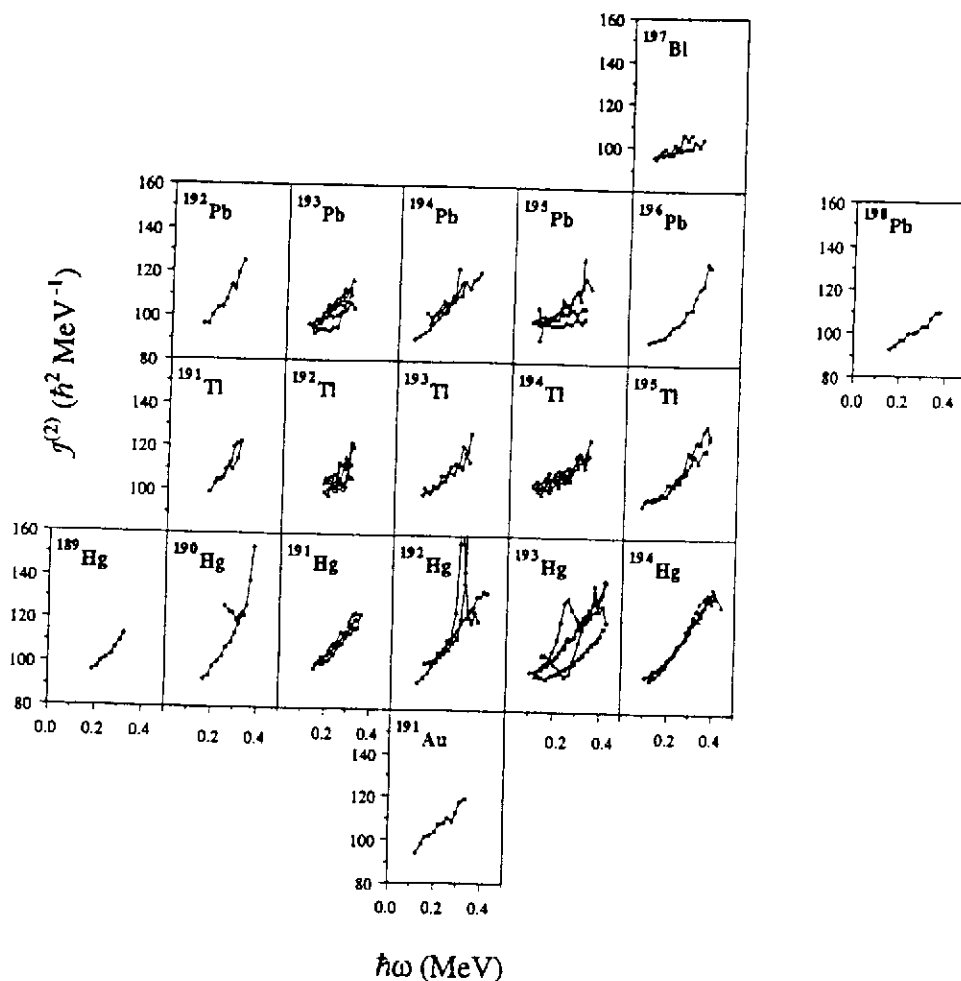 160
140
120
100
¹⁹⁷Bi
160
140
120
100
80
¹⁹²Pb
¹⁹³Pb
¹⁹⁴Pb
¹⁹⁵Pb
¹⁹⁶Pb
160
140
120
100
80
¹⁹⁸Pb
0.0 0.2 0.4
140
120
100
¹⁹¹Tl
¹⁹²Tl
¹⁹³Tl
¹⁹⁴Tl
¹⁹⁵Tl
160
140
120
100
80
¹⁸⁹Hg
¹⁹⁰Hg
¹⁹¹Hg
¹⁹²Hg
¹⁹³Hg
¹⁹⁴Hg
0.0 0.2 0.4
0.2 0.4
0.2 0.4
0.2 0.4
0.2 0.4
140
120
100
80
¹⁹¹Au
0.0 0.2 0.4
𝒥⁽²⁾ (ℏ² MeV⁻¹)
ℏω (MeV)